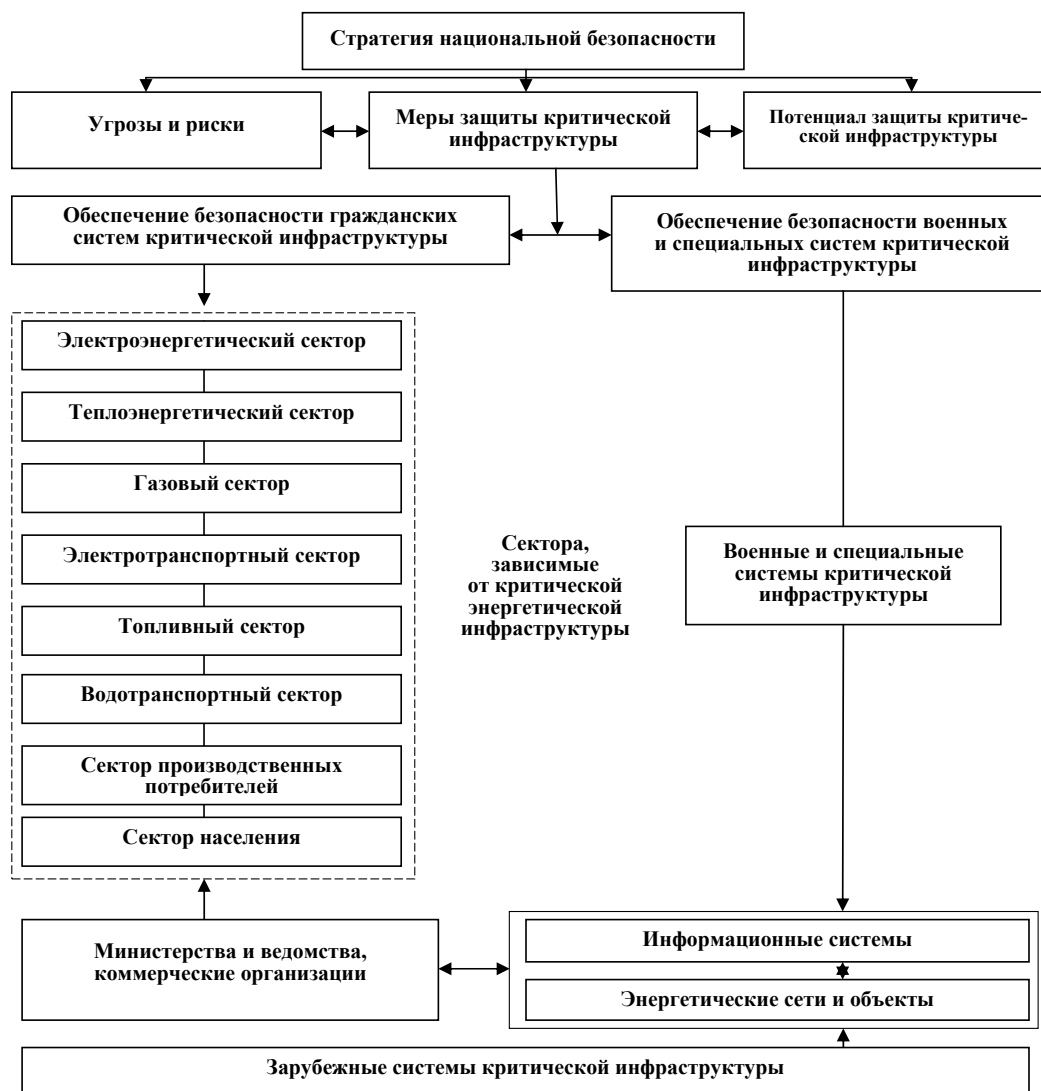 Стратегия национальной безопасности
Угрозы и риски
Меры защиты критической
инфраструктуры
Потенциал защиты критиче-
ской инфраструктуры
Обеспечение безопасности гражданских
систем критической инфраструктуры
Обеспечение безопасности военных
и специальных систем критической
инфраструктуры
Электроэнергетический сектор
Теплоэнергетический сектор
Газовый сектор
Электротранспортный сектор
Топливный сектор
Водотранспортный сектор
Сектор производственных
потребителей
Сектор населения
Сектора,
зависимые
от критической
энергетической
инфраструктуры
Военные и специальные
системы критической
инфраструктуры
Министерства и ведомства,
коммерческие организации
Информационные системы
Энергетические сети и объекты
Зарубежные системы критической инфраструктуры